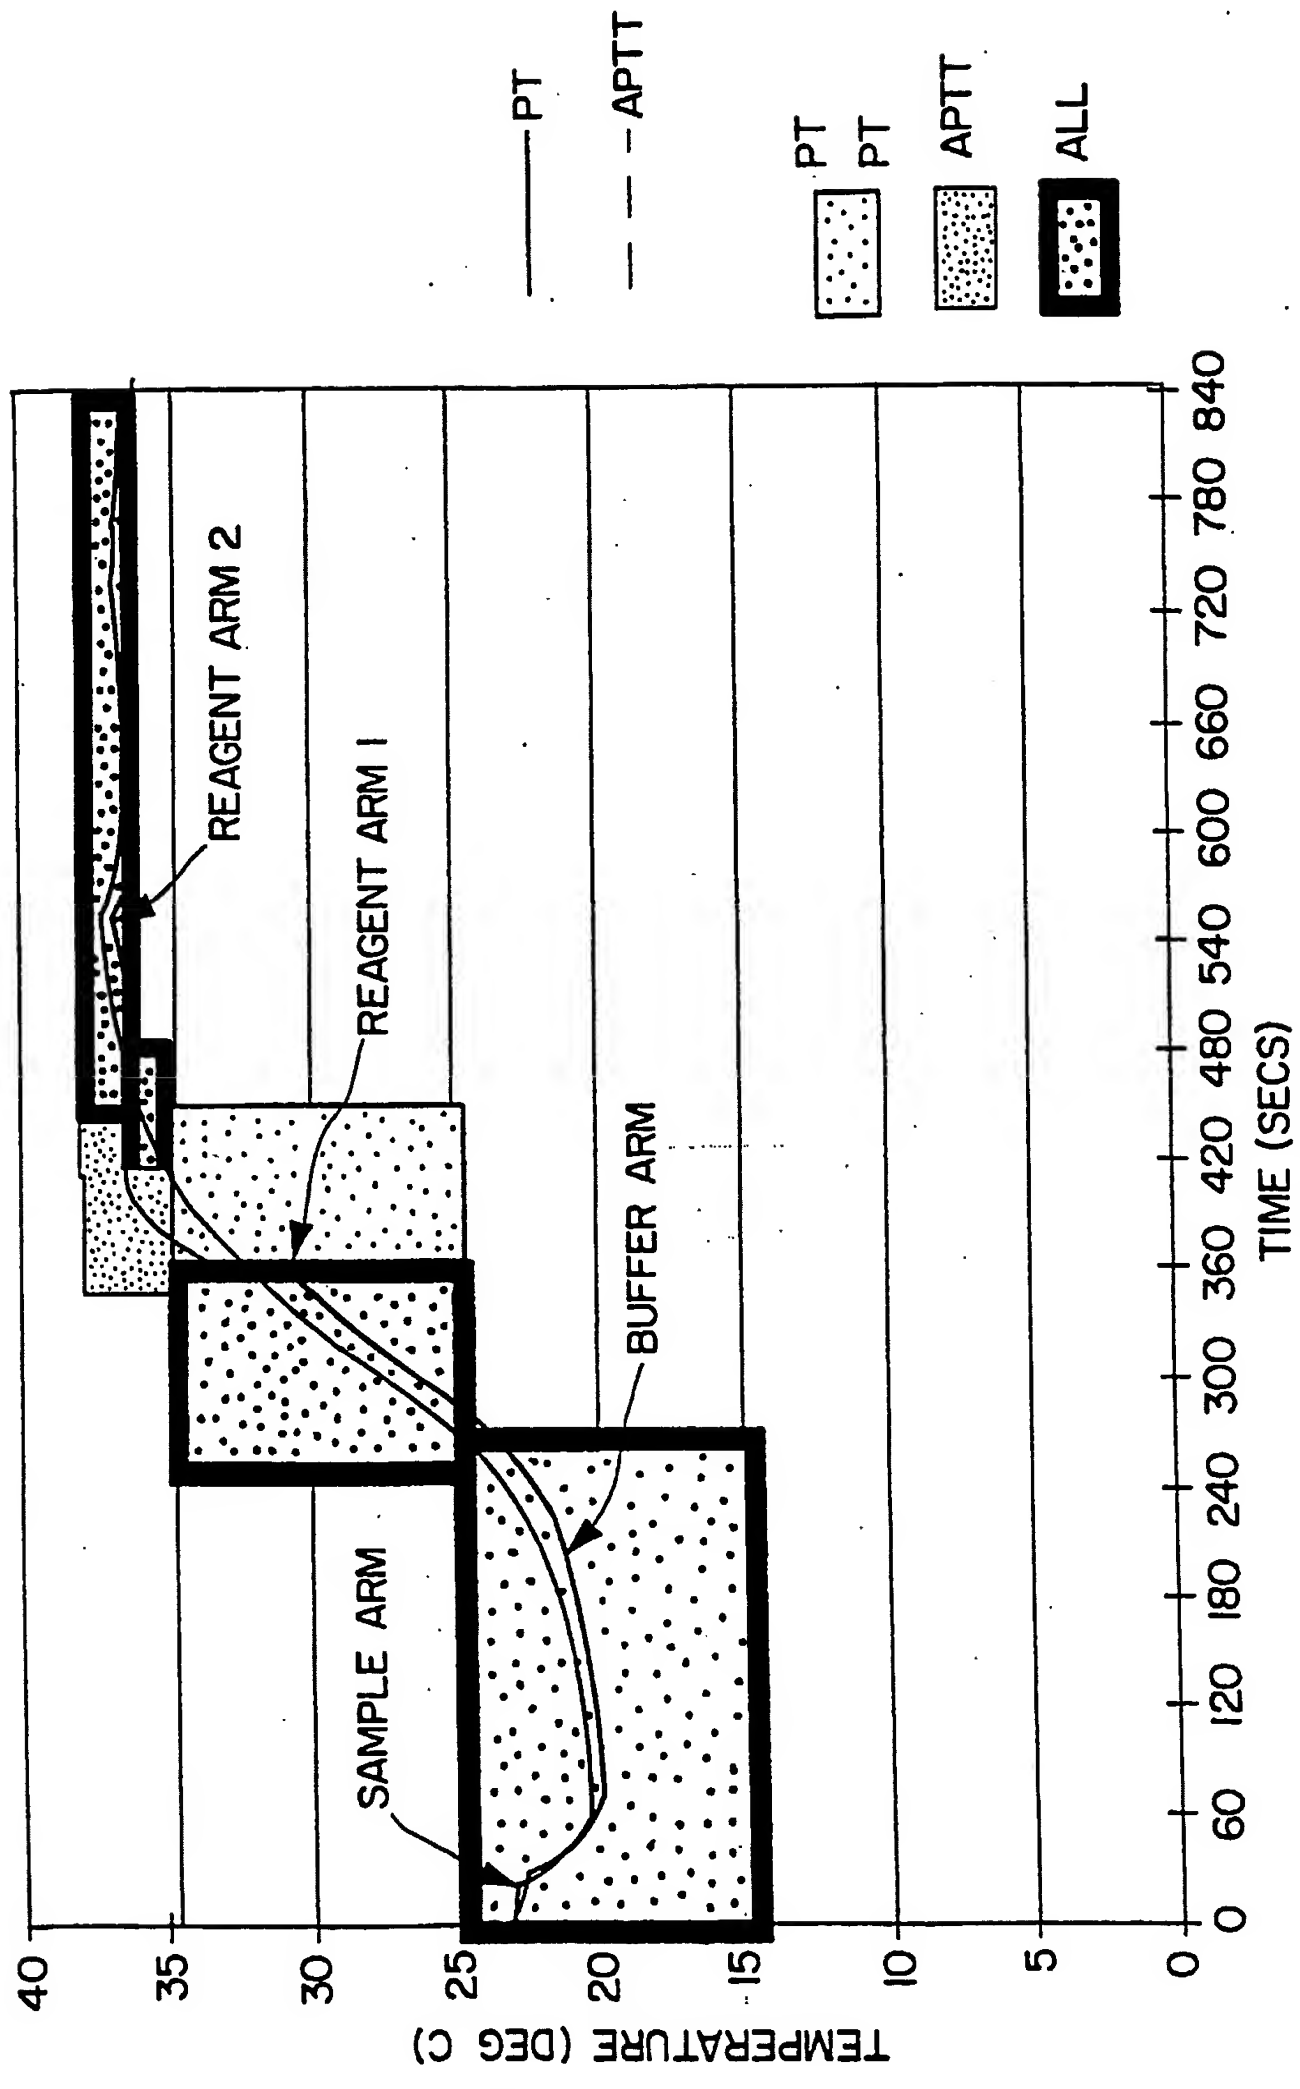 40
35
30
25
20
15
10
5
0
TEMPERATURE (DEG C)
0 60 120 180 240 300 360 420 480 540 600 660 720 780 840
TIME (SECS)
SAMPLE ARM
BUFFER ARM
REAGENT ARM 1
REAGENT ARM 2
PT
APTT
PT
PT
APTT
ALL